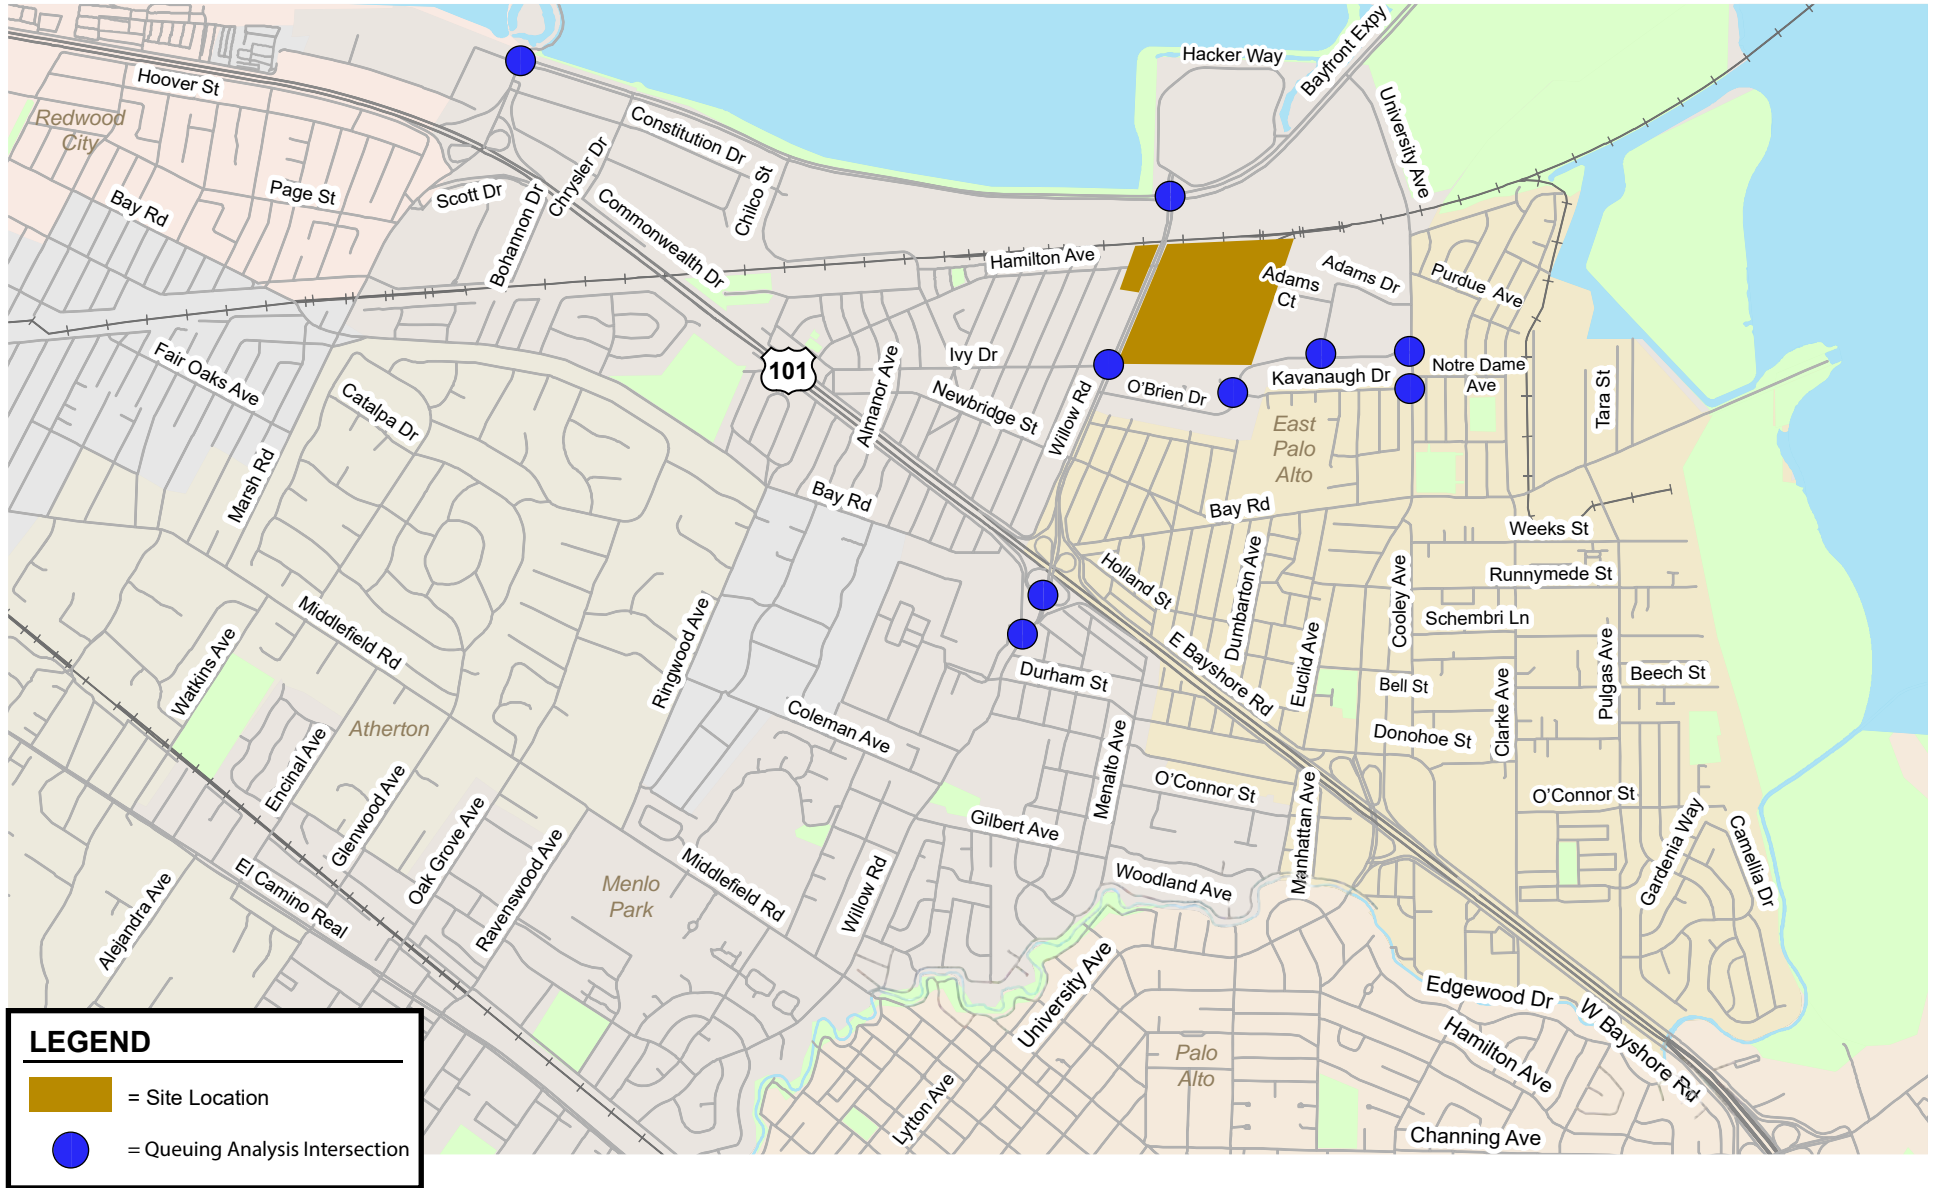 Hacker Way
Bayfront Expy
Hoover St
Redwood
City
Constitution Dr
University Ave
Chrysler Dr
Chilco St
Page St
Scott Dr
Bay Rd
Bohannon Dr
Commonwealth Dr
Hamilton Ave
Adams
Ct
Adams Dr
Purdue Ave
Fair Oaks Ave
101
Almanor Ave
Ivy Dr
Notre Dame
Ave
Kavanaugh Dr
O'Brien Dr
Tara St
Catalpa Dr
Newbridge St
Willow Rd
East
Palo
Alto
Marsh Rd
Bay Rd
Bay Rd
Weeks St
Holland St
Dumbarton Ave
Cooley Ave
Runnymede St
Schembri Ln
Middlefield Rd
Watkins Ave
Ringwood Ave
Durham St
E Bayshore Rd
Euclid Ave
Bell St
Clarke Ave
Pulgas Ave
Beech St
Atherton
Encinal Ave
Coleman Ave
Menalto Ave
Donohoe St
Glenwood Ave
Oak Grove Ave
O'Connor St
Manhattan Ave
O'Connor St
Gilbert Ave
Gardenia Way
Camellia Dr
Alejandra Ave
El Camino Real
Ravenswood Ave
Menlo
Park
Middlefield Rd
Willow Rd
Woodland Ave
University Ave
Edgewood Dr
W Bayshore Rd
Hamilton Ave
Palo
Alto
Lytton Ave
Channing Ave
LEGEND
= Site Location
= Queuing Analysis Intersection